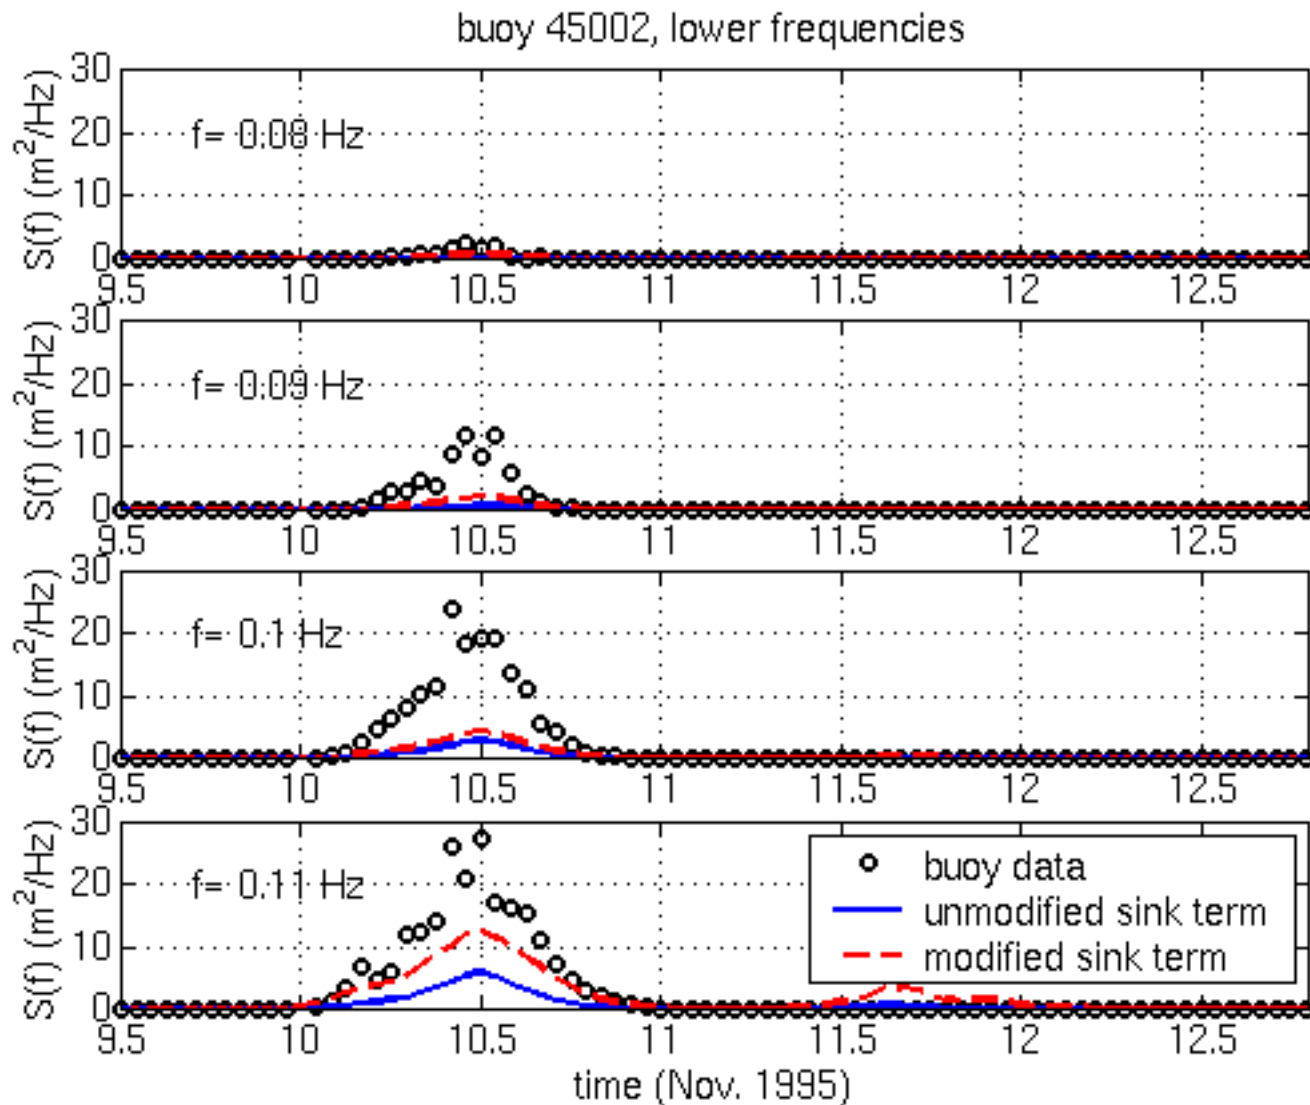 buoy 45002, lower frequencies
S(f) (m²/Hz)
30
20
10
0
f= 0.08 Hz
9.5 10 10.5 11 11.5 12 12.5
S(f) (m²/Hz)
30
20
10
0
f= 0.09 Hz
9.5 10 10.5 11 11.5 12 12.5
S(f) (m²/Hz)
30
20
10
0
f= 0.1 Hz
9.5 10 10.5 11 11.5 12 12.5
S(f) (m²/Hz)
30
20
10
0
f= 0.11 Hz
buoy data
unmodified sink term
modified sink term
9.5 10 10.5 11 11.5 12 12.5
time (Nov. 1995)